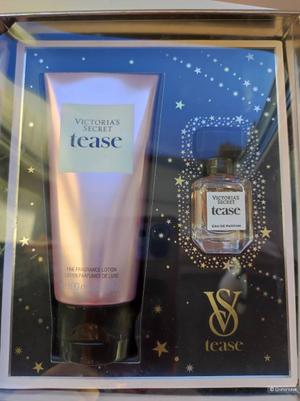 VICTORIA'S
SECRET
tease
FINE FRAGRANCE LOTION
VICTORIA'S
SECRET
tease
EAU DE PARFUM
VS
tease